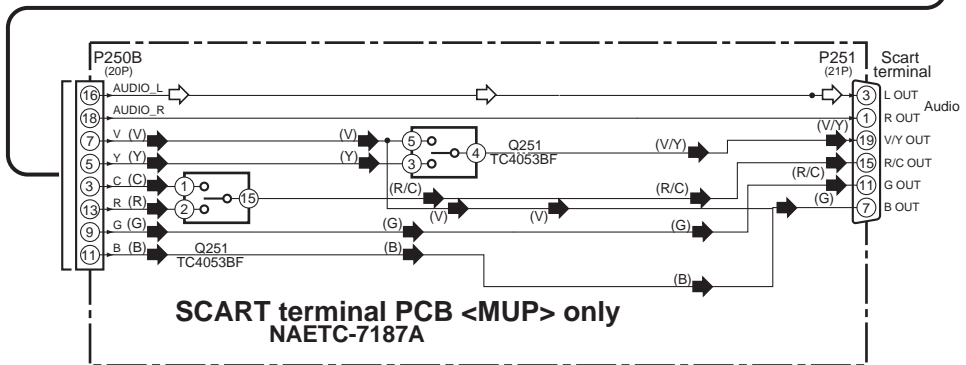 P250B
(20P)
P251
(21P)
Scart
terminal
16 AUDIO_L
3 L OUT
Audio
18 AUDIO_R
1 R OUT
7 V (V) (V) 5
4 Q251
TC4053BF
(V/Y) (V/Y) 19 V/Y OUT
5 Y (Y) (Y) 3
3 C (C) 1
15 (R/C) (R/C) 15 R/C OUT
13 R (R) 2
(V) (V)
(R/C) 11 G OUT
9 G (G) (G) (G)
(G) 7 B OUT
11 B (B) Q251
TC4053BF
(B)
(B)
SCART terminal PCB <MUP> only
NAETC-7187A